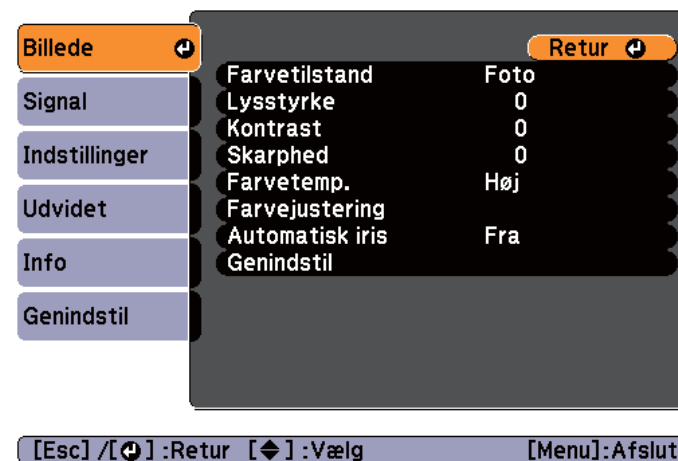 Billede
Signal
Indstillinger
Udvidet
Info
Genindstil
Retur
Farvetilstand Foto
Lysstyrke 0
Kontrast 0
Skarphed 0
Farvetemp. Høj
Farvejustering
Automatisk iris Fra
Genindstil
[Esc] /[⏎] :Retur [◆] :Vælg [Menu]:Afslut